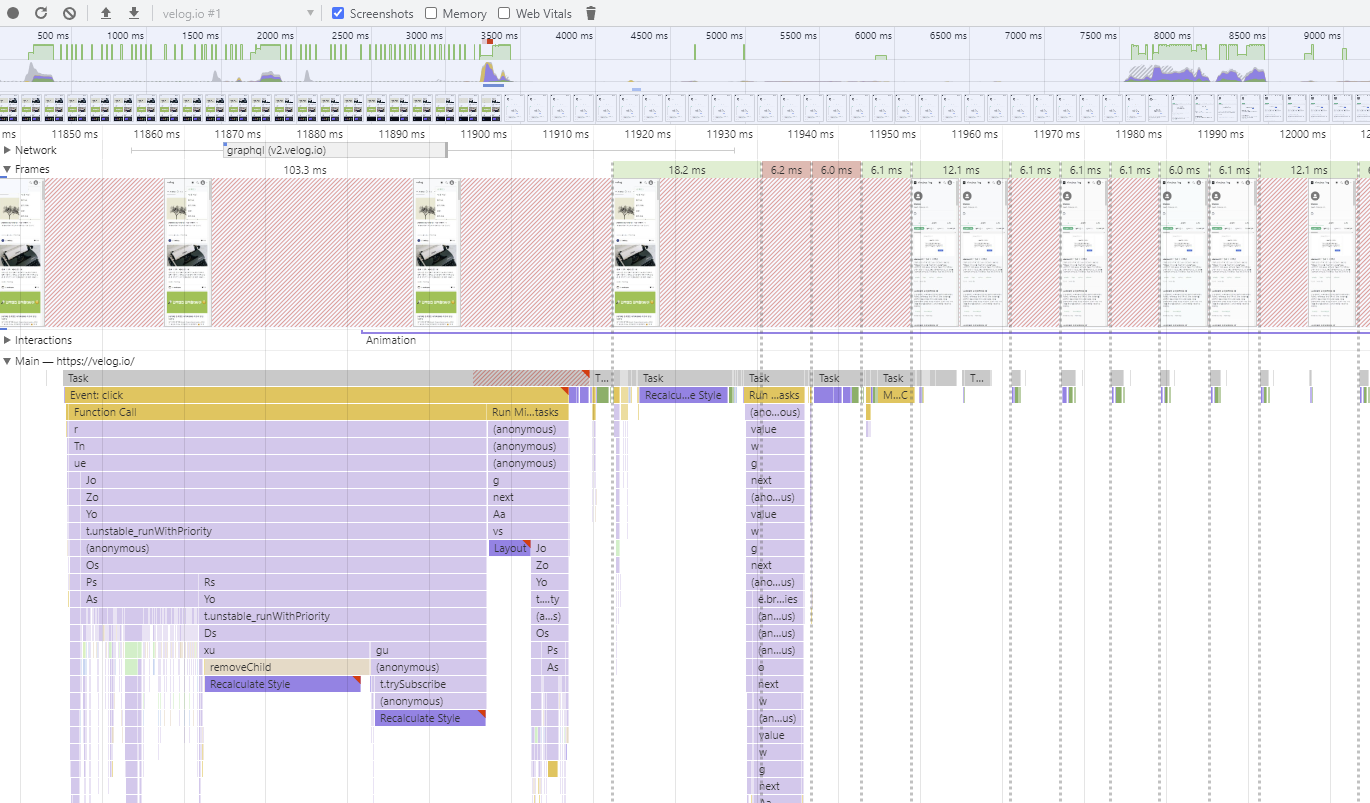 velog.io #1 Screenshots Memory Web Vitals
500 ms 1000 ms 1500 ms 2000 ms 2500 ms 3000 ms 3500 ms 4000 ms 4500 ms 5000 ms 5500 ms 6000 ms 6500 ms 7000 ms 7500 ms 8000 ms 8500 ms 9000 ms
ms 11850 ms 11860 ms 11870 ms 11880 ms 11890 ms 11900 ms 11910 ms 11920 ms 11930 ms 11940 ms 11950 ms 11960 ms 11970 ms 11980 ms 11990 ms 12000 ms
Network graphql (v2.velog.io)
Frames 103.3 ms 18.2 ms 6.2 ms 6.0 ms 6.1 ms 12.1 ms 6.1 ms 6.1 ms 6.1 ms 6.0 ms 6.1 ms 12.1 ms
Interactions Animation
Main — https://velog.io/
Task T... Task Task Task Task T...
Event: click Recalcu...e Style Run ...asks M...C
Function Call Run Mi...tasks (ano...ous)
r (anonymous) value
Tn (anonymous) w
ue (anonymous) g
Jo g next
Zo next (ano...us)
Yo Aa value
t.unstable_runWithPriority vs w
(anonymous) Layout Jo g
Os Zo next
Ps Rs Yo (ano...us)
As Yo t....ty e.br...ies
t.unstable_runWithPriority (a...s) (an...us)
Ds Os (an...us)
xu gu Ps (an...us)
removeChild (anonymous) As o
Recalculate Style t.trySubscribe next
(anonymous) w
Recalculate Style (an...us)
value
w
g
next